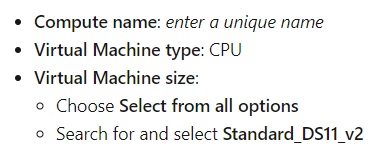 • Compute name: enter a unique name
• Virtual Machine type: CPU
• Virtual Machine size:
○ Choose Select from all options
○ Search for and select Standard_DS11_v2